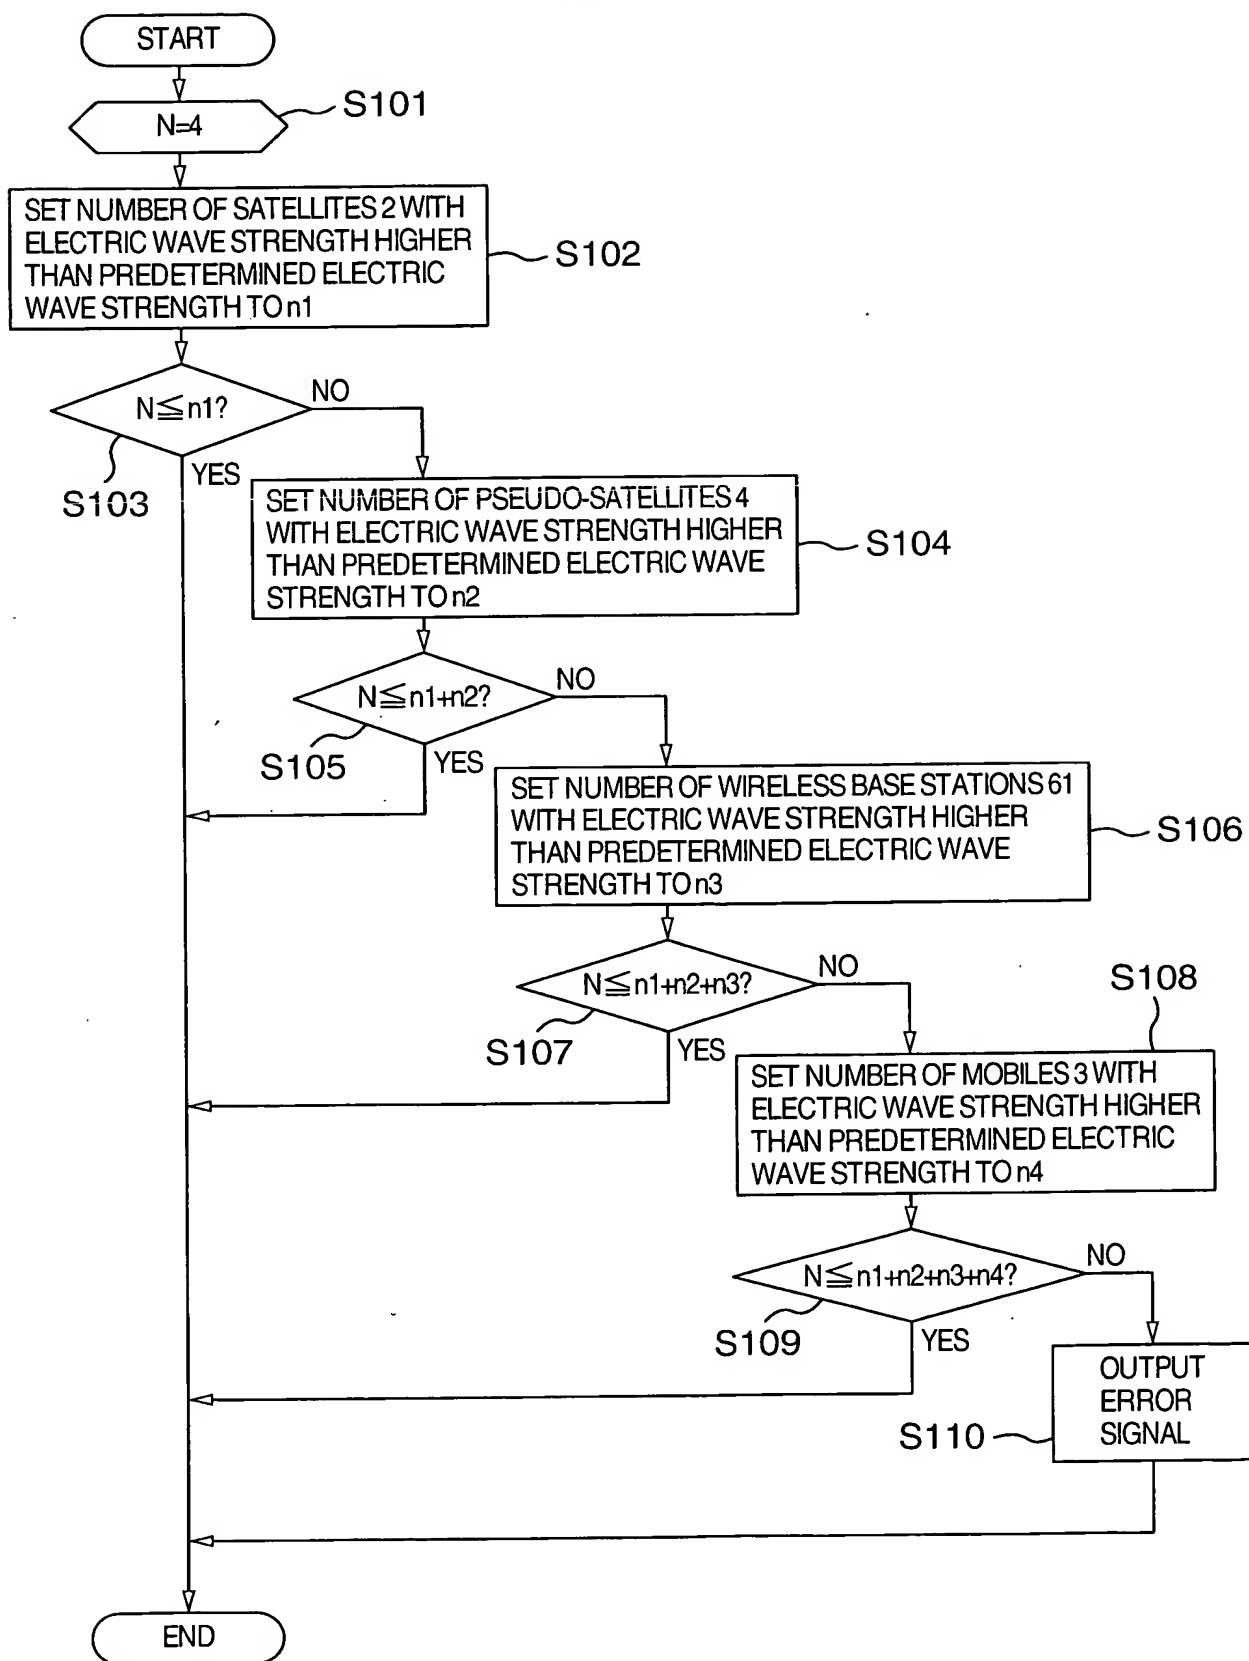 START
N=4
S101
SET NUMBER OF SATELLITES 2 WITH
ELECTRIC WAVE STRENGTH HIGHER
THAN PREDETERMINED ELECTRIC
WAVE STRENGTH TO n1
S102
N≦n1?
NO
S103
YES
SET NUMBER OF PSEUDO-SATELLITES 4
WITH ELECTRIC WAVE STRENGTH HIGHER
THAN PREDETERMINED ELECTRIC WAVE
STRENGTH TO n2
S104
N≦n1+n2?
NO
S105
YES
SET NUMBER OF WIRELESS BASE STATIONS 61
WITH ELECTRIC WAVE STRENGTH HIGHER
THAN PREDETERMINED ELECTRIC WAVE
STRENGTH TO n3
S106
N≦n1+n2+n3?
NO
S107
YES
S108
SET NUMBER OF MOBILES 3 WITH
ELECTRIC WAVE STRENGTH HIGHER
THAN PREDETERMINED ELECTRIC
WAVE STRENGTH TO n4
N≦n1+n2+n3+n4?
NO
S109
YES
OUTPUT
ERROR
SIGNAL
S110
END